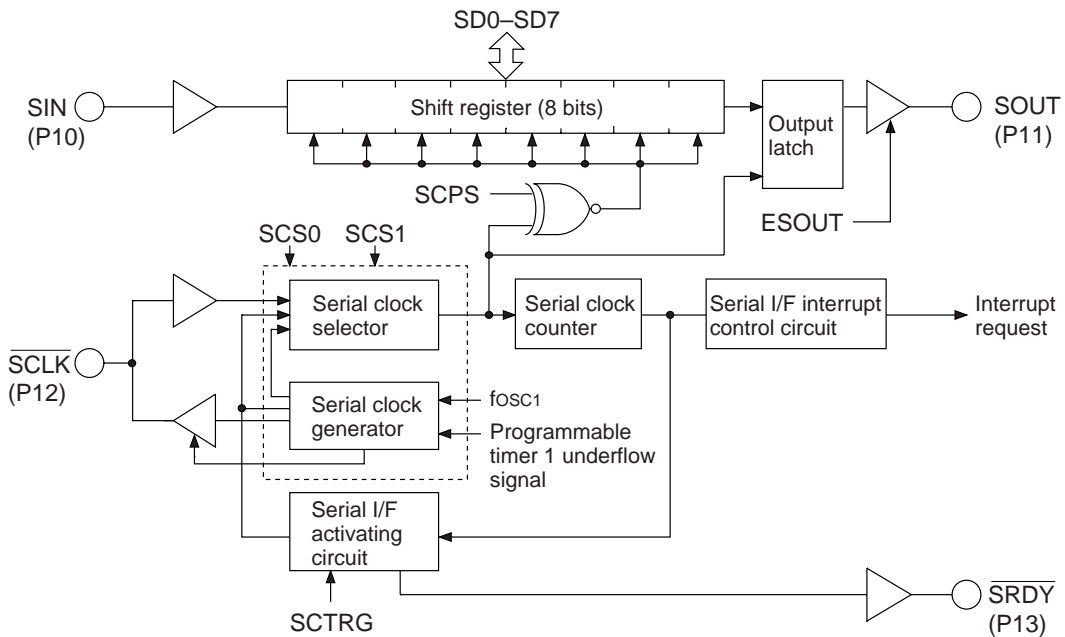 SD0–SD7
SIN
(P10)
Shift register (8 bits)
Output
latch
SOUT
(P11)
SCPS
ESOUT
SCS0
SCS1
Serial clock
selector
Serial clock
counter
Serial I/F interrupt
control circuit
Interrupt
request
SCLK
(P12)
Serial clock
generator
fOSC1
Programmable
timer 1 underflow
signal
Serial I/F
activating
circuit
SCTRG
SRDY
(P13)